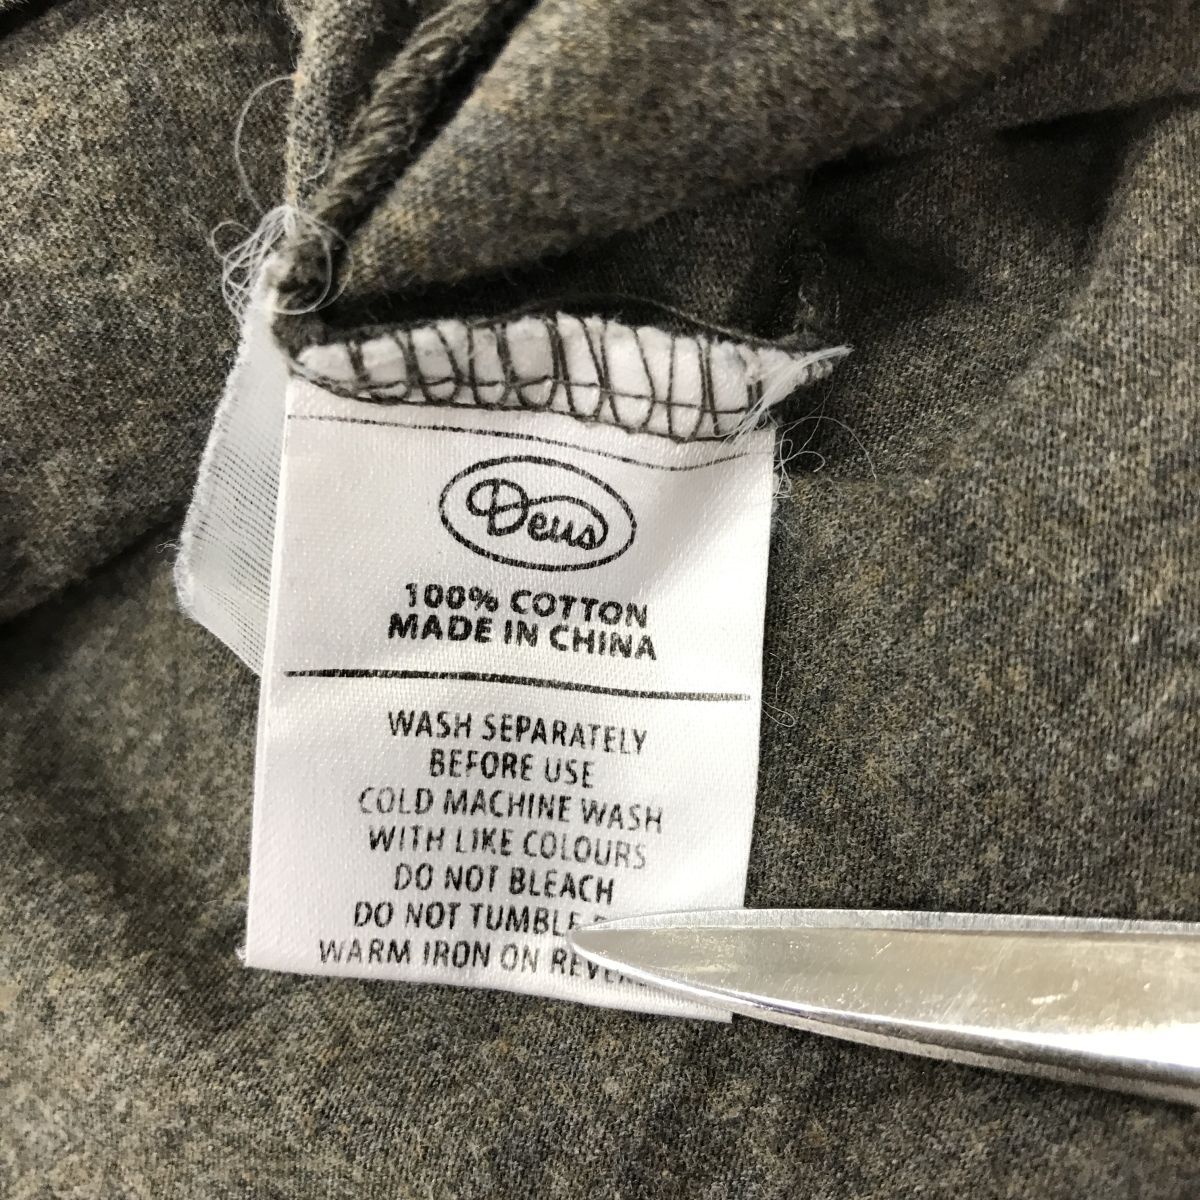 Deus
100% COTTON
MADE IN CHINA
WASH SEPARATELY
BEFORE USE
COLD MACHINE WASH
WITH LIKE COLOURS
DO NOT BLEACH
DO NOT TUMBLE
WARM IRON ON